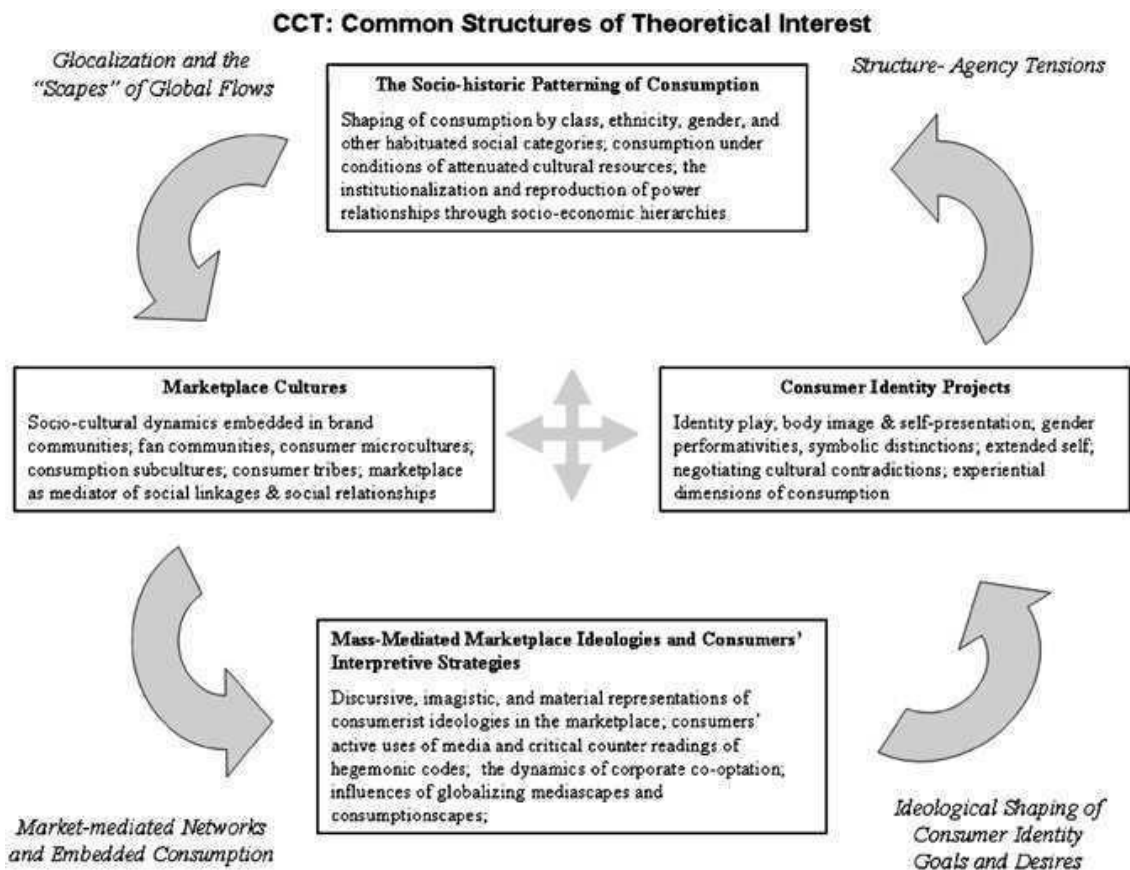 CCT: Common Structures of Theoretical Interest
Glocalization and the
“Scapes” of Global Flows
Structure- Agency Tensions
The Socio-historic Patterning of Consumption
Shaping of consumption by class, ethnicity, gender, and
other habituated social categories; consumption under
conditions of attenuated cultural resources; the
institutionalization and reproduction of power
relationships through socio-economic hierarchies
Marketplace Cultures
Socio-cultural dynamics embedded in brand
communities; fan communities, consumer microcultures;
consumption subcultures; consumer tribes; marketplace
as mediator of social linkages & social relationships
Consumer Identity Projects
Identity play; body image & self-presentation; gender
performativities, symbolic distinctions; extended self;
negotiating cultural contradictions; experiential
dimensions of consumption
Mass-Mediated Marketplace Ideologies and Consumers’
Interpretive Strategies
Discursive, imagistic, and material representations of
consumerist ideologies in the marketplace; consumers’
active uses of media and critical counter readings of
hegemonic codes; the dynamics of corporate co-optation;
influences of globalizing mediascapes and
consumptionscapes;
Market-mediated Networks
and Embedded Consumption
Ideological Shaping of
Consumer Identity
Goals and Desires